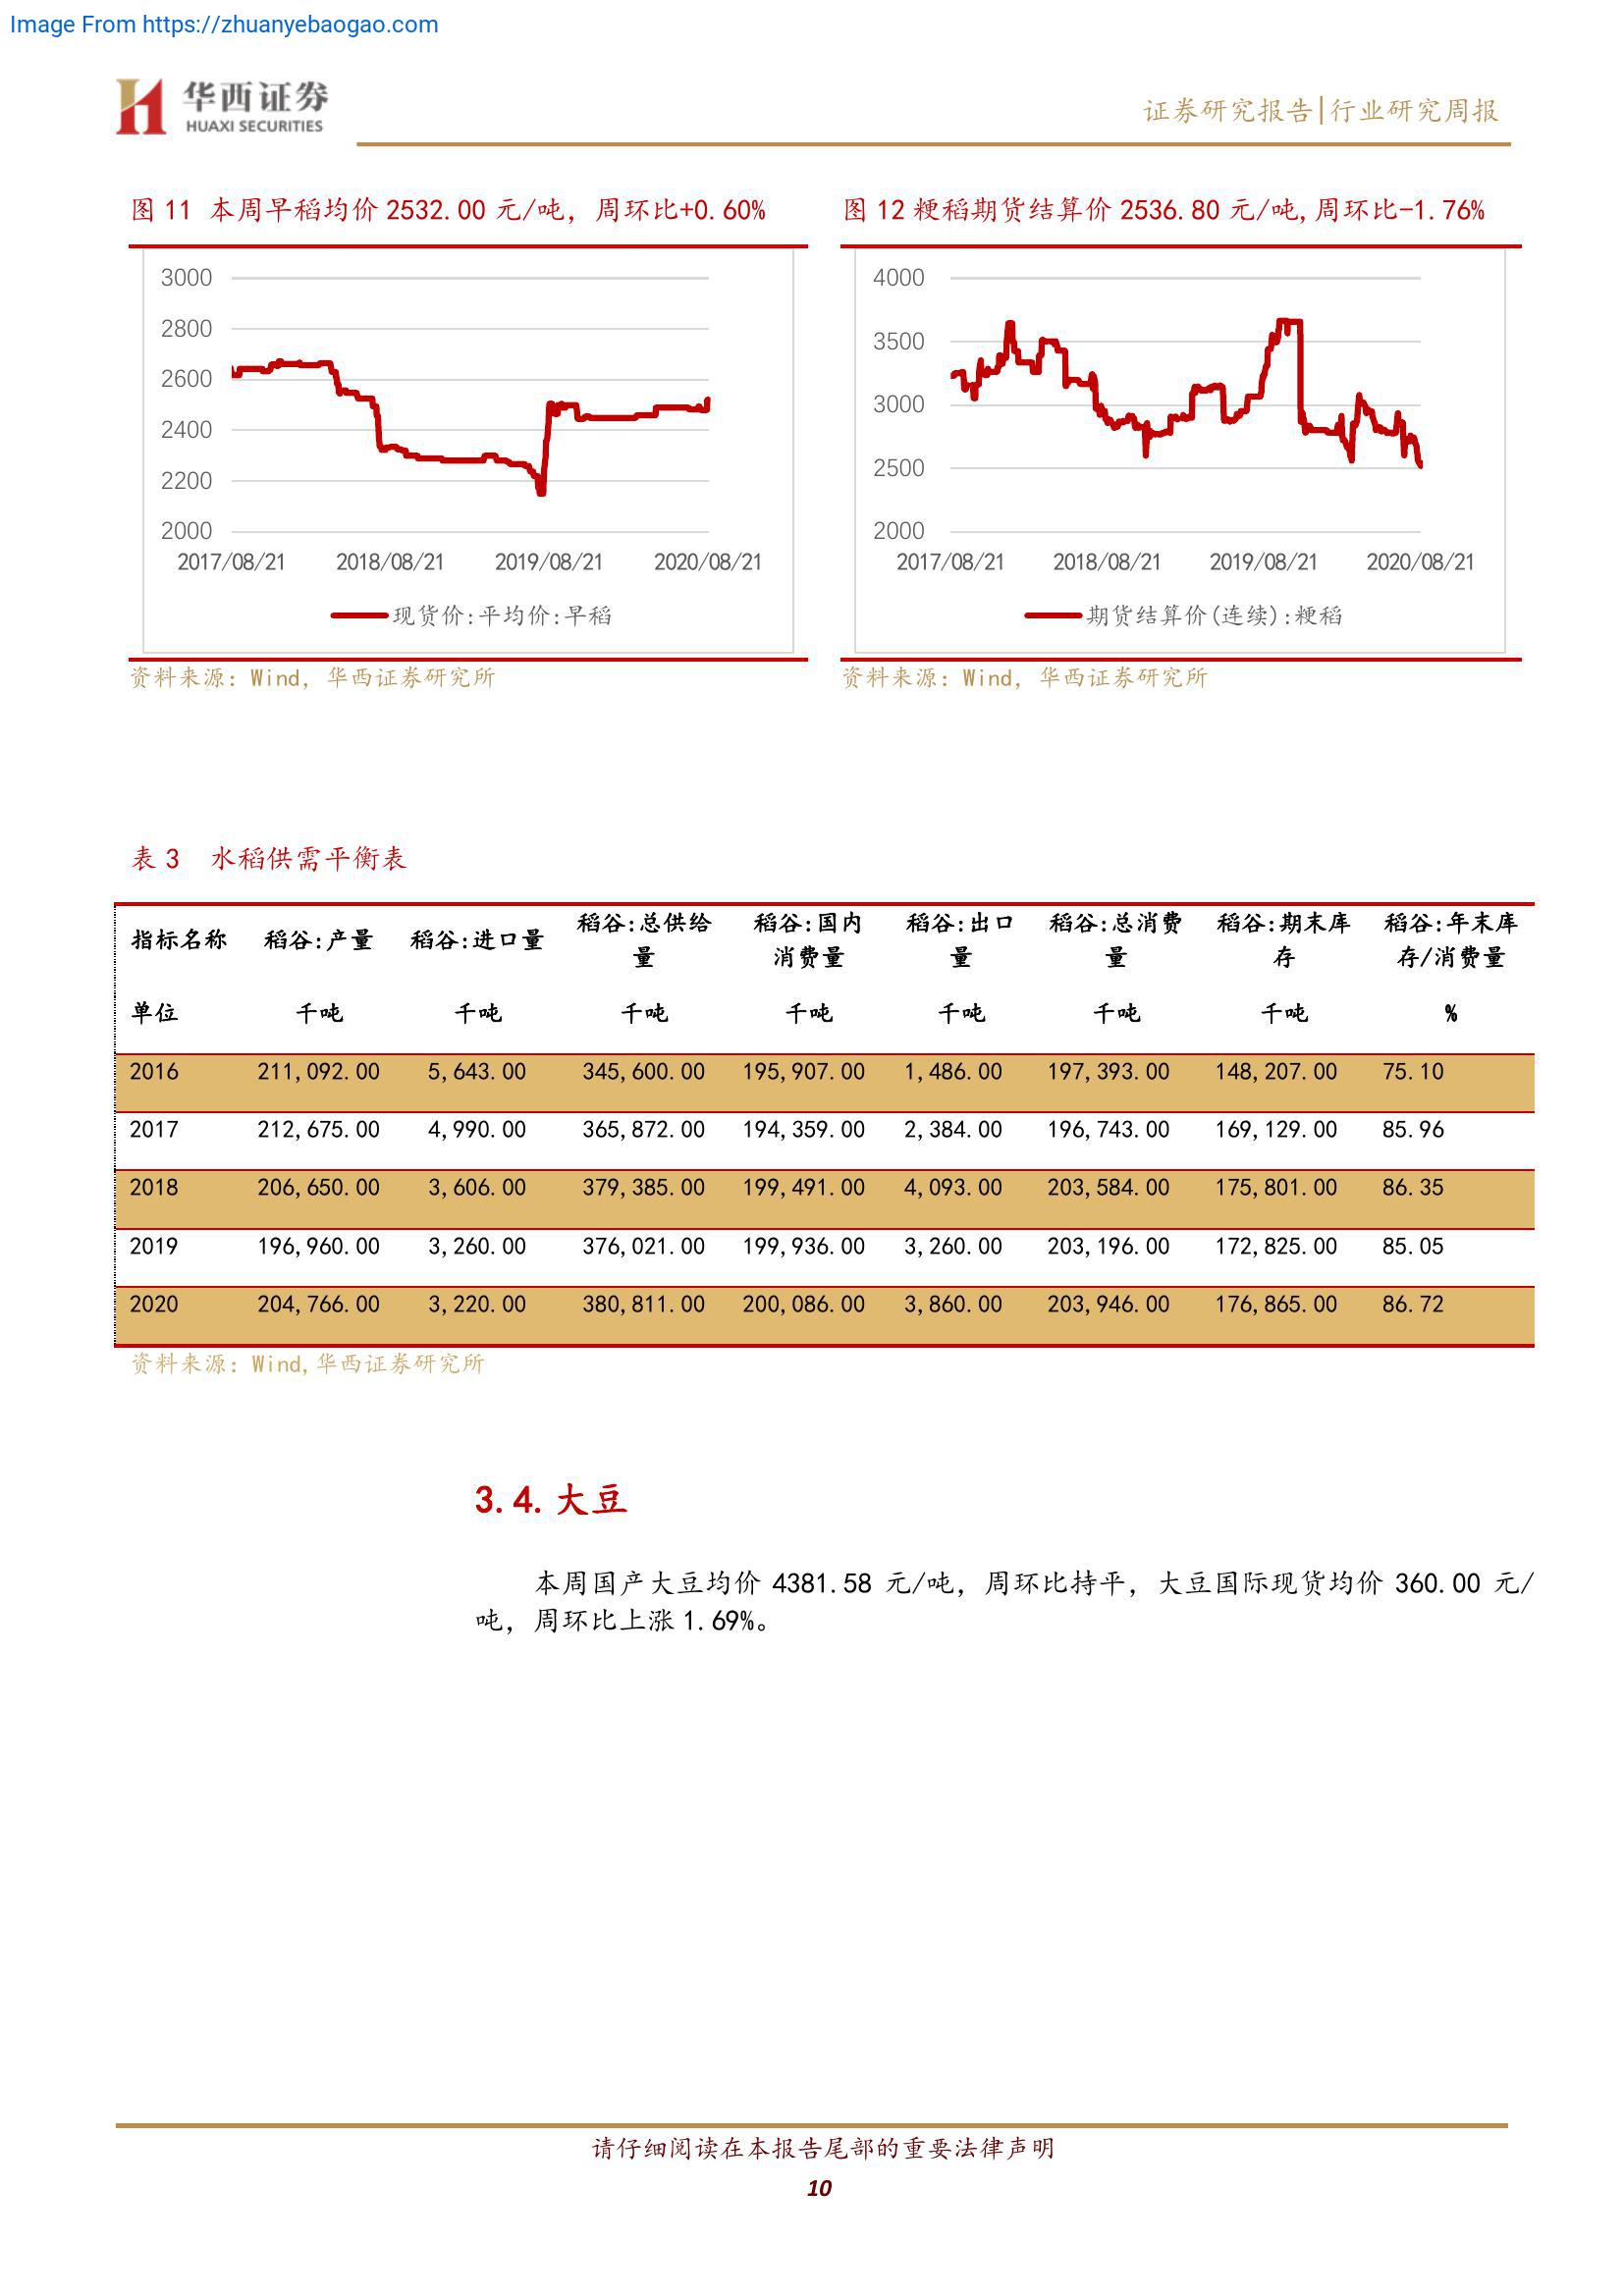 Image From https://zhuanyebaogao.com
华西证券
HUAXI SECURITIES
证券研究报告|行业研究周报
图 11 本周早稻均价 2532.00 元/吨，周环比+0.60%
3000
2800
2600
2400
2200
2000
2017/08/21 2018/08/21 2019/08/21 2020/08/21
现货价:平均价:早稻
资料来源：Wind，华西证券研究所
图 12 粳稻期货结算价 2536.80 元/吨,周环比-1.76%
4000
3500
3000
2500
2000
2017/08/21 2018/08/21 2019/08/21 2020/08/21
期货结算价(连续):粳稻
资料来源：Wind，华西证券研究所
表 3 水稻供需平衡表
指标名称 稻谷:产量 稻谷:进口量 稻谷:总供给量 稻谷:国内消费量 稻谷:出口量 稻谷:总消费量 稻谷:期末库存 稻谷:年末库存/消费量
单位 千吨 千吨 千吨 千吨 千吨 千吨 千吨 %
2016 211,092.00 5,643.00 345,600.00 195,907.00 1,486.00 197,393.00 148,207.00 75.10
2017 212,675.00 4,990.00 365,872.00 194,359.00 2,384.00 196,743.00 169,129.00 85.96
2018 206,650.00 3,606.00 379,385.00 199,491.00 4,093.00 203,584.00 175,801.00 86.35
2019 196,960.00 3,260.00 376,021.00 199,936.00 3,260.00 203,196.00 172,825.00 85.05
2020 204,766.00 3,220.00 380,811.00 200,086.00 3,860.00 203,946.00 176,865.00 86.72
资料来源：Wind,华西证券研究所
3.4.大豆
本周国产大豆均价 4381.58 元/吨，周环比持平，大豆国际现货均价 360.00 元/
吨，周环比上涨 1.69%。
请仔细阅读在本报告尾部的重要法律声明
10